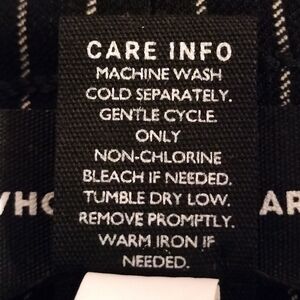 CARE INFO
MACHINE WASH
COLD SEPARATELY.
GENTLE CYCLE.
ONLY
NON-CHLORINE
BLEACH IF NEEDED.
TUMBLE DRY LOW.
REMOVE PROMPTLY.
WARM IRON IF
NEEDED.